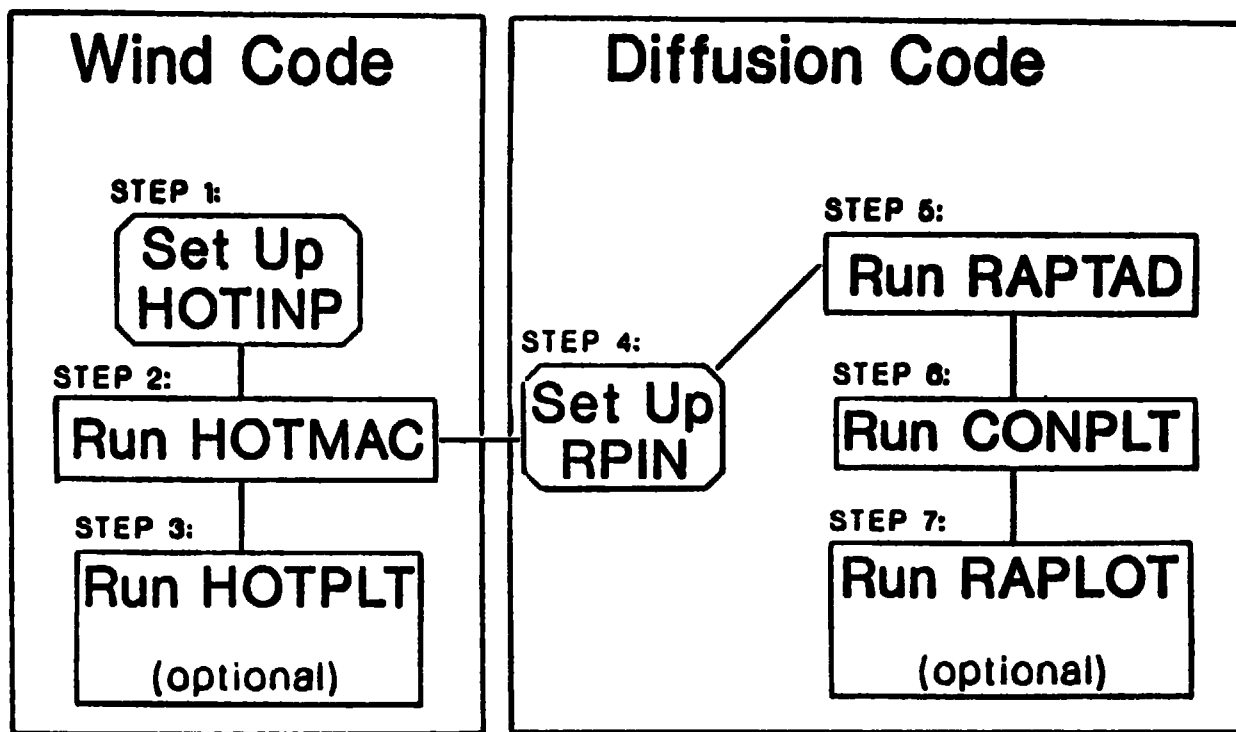 Wind Code
STEP 1:
Set Up
HOTINP
STEP 2:
Run HOTMAC
STEP 3:
Run HOTPLT
(optional)
Diffusion Code
STEP 4:
Set Up
RPIN
STEP 5:
Run RAPTAD
STEP 6:
Run CONPLT
STEP 7:
Run RAPLOT
(optional)